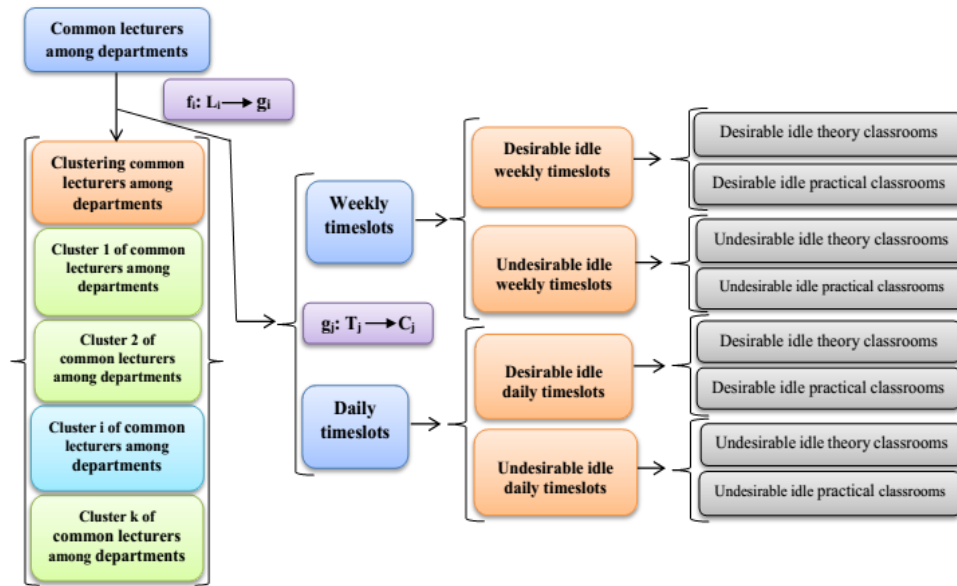 Common lecturers
among departments
fᵢ: Lᵢ → gᵢ
Clustering common
lecturers among
departments
Cluster 1 of common
lecturers among
departments
Cluster 2 of
common lecturers
among departments
Cluster i of common
lecturers among
departments
Cluster k of
common lecturers
among departments
Weekly
timeslots
gⱼ: Tⱼ → Cⱼ
Daily
timeslots
Desirable idle
weekly timeslots
Undesirable idle
weekly timeslots
Desirable idle
daily timeslots
Undesirable idle
daily timeslots
Desirable idle theory classrooms
Desirable idle practical classrooms
Undesirable idle theory classrooms
Undesirable idle practical classrooms
Desirable idle theory classrooms
Desirable idle practical classrooms
Undesirable idle theory classrooms
Undesirable idle practical classrooms